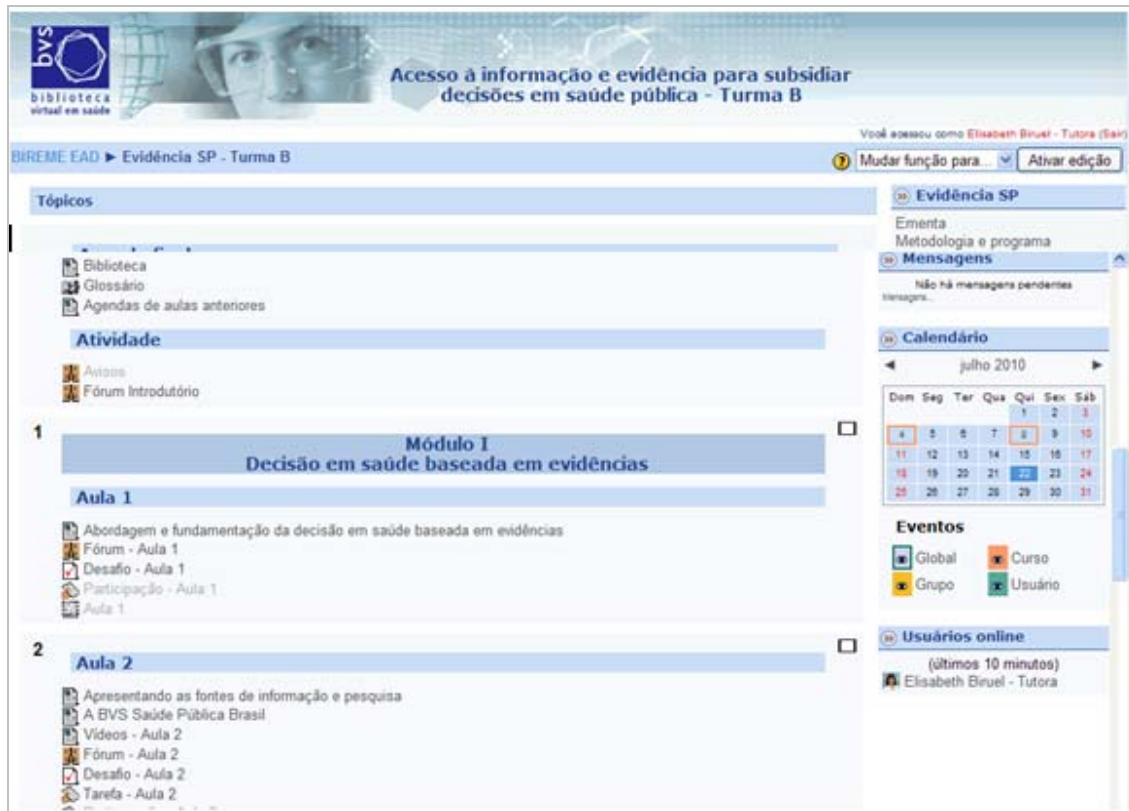 bvs
biblioteca
virtual em saúde
Acesso à informação e evidência para subsidiar
decisões em saúde pública - Turma B
Você acessou como Elisabeth Biruel - Tutora (Sair)
BIREME EAD ► Evidência SP - Turma B
Mudar função para...
Ativar edição
Tópicos
Biblioteca
Glossário
Agendas de aulas anteriores
Atividade
Avisos
Fórum Introdutório
1
Módulo I
Decisão em saúde baseada em evidências
Aula 1
Abordagem e fundamentação da decisão em saúde baseada em evidências
Fórum - Aula 1
Desafio - Aula 1
Participação - Aula 1
Aula 1
2
Aula 2
Apresentando as fontes de informação e pesquisa
A BVS Saúde Pública Brasil
Vídeos - Aula 2
Fórum - Aula 2
Desafio - Aula 2
Tarefa - Aula 2
Evidência SP
Ementa
Metodologia e programa
Mensagens
Não há mensagens pendentes
Mensagens...
Calendário
◄ julho 2010 ►
Dom Seg Ter Qua Qui Sex Sáb
1 2 3
4 5 6 7 8 9 10
11 12 13 14 15 16 17
18 19 20 21 22 23 24
25 26 27 28 29 30 31
Eventos
Global Curso
Grupo Usuário
Usuários online
(últimos 10 minutos)
Elisabeth Biruel - Tutora